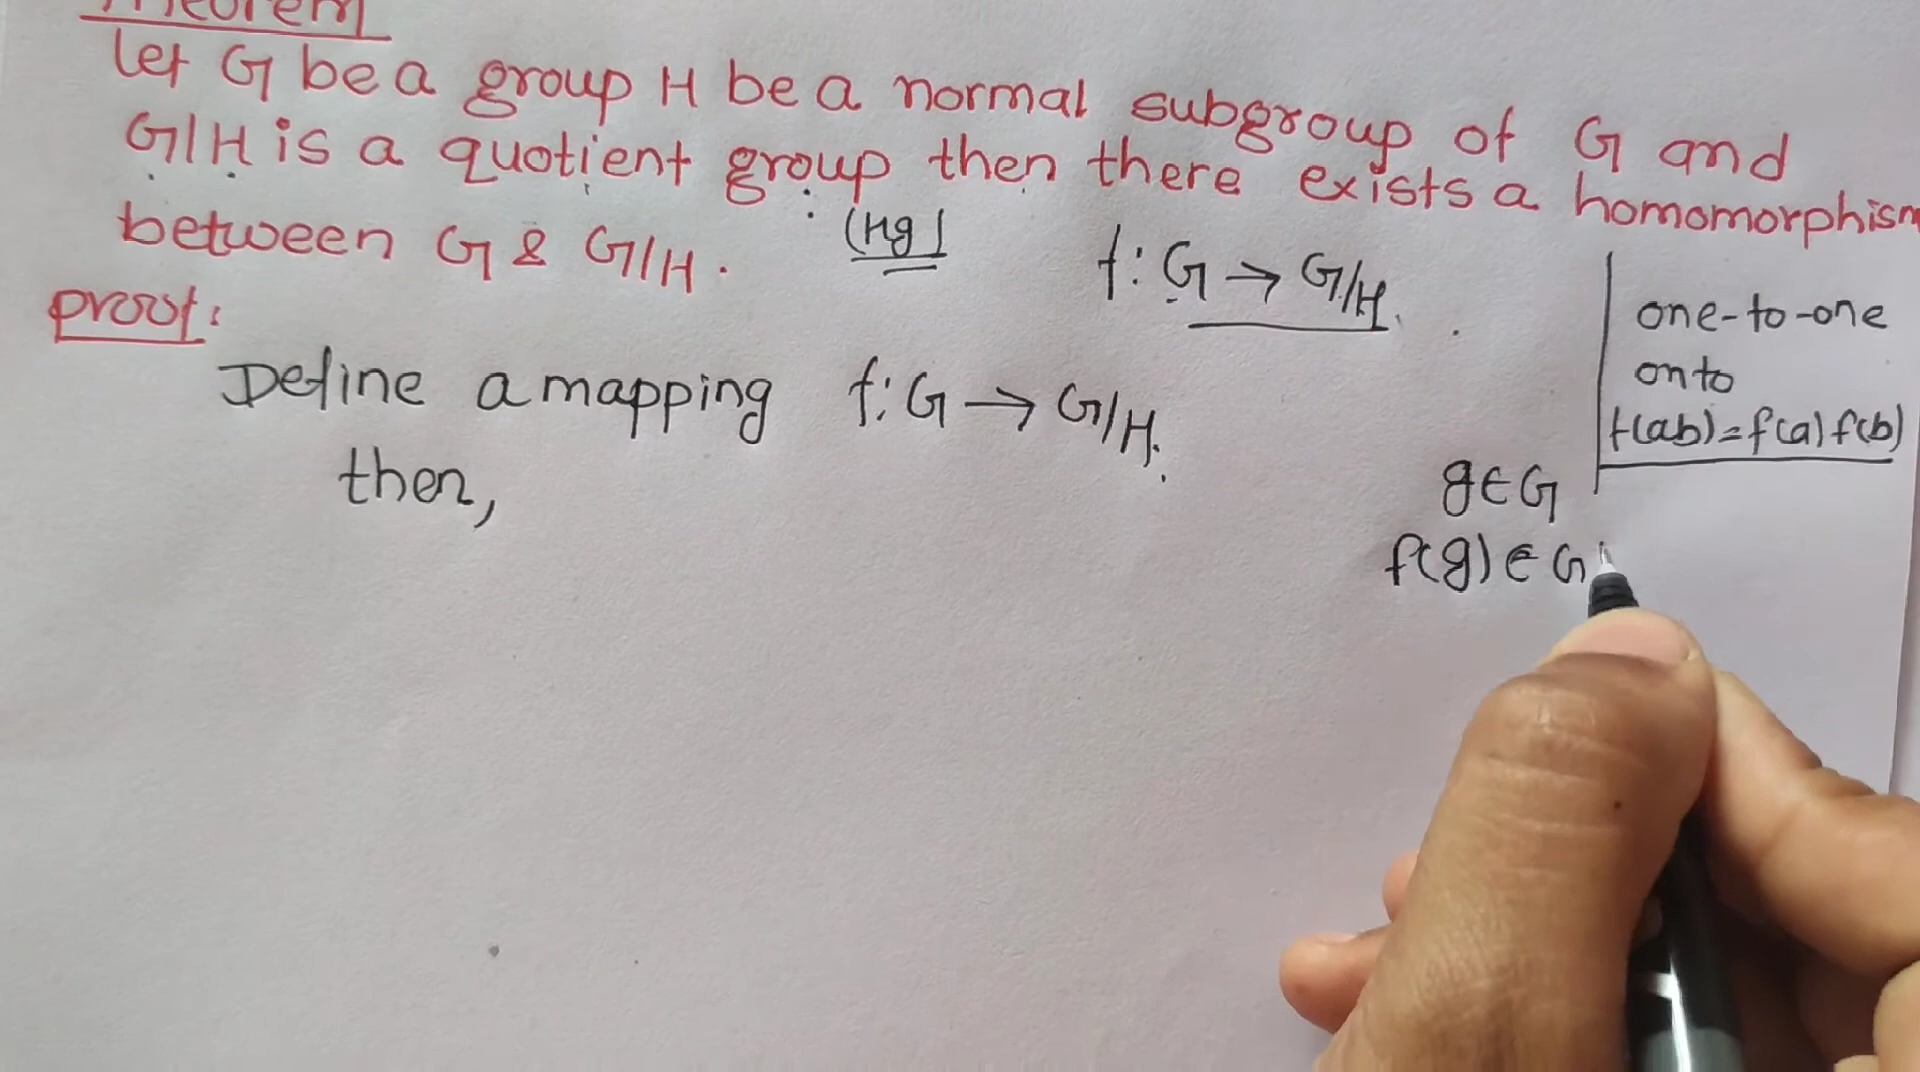 Theorem
Let G be a group H be a normal subgroup of G and
G/H is a quotient group then there exists a homomorphism
between G & G/H.
(Hg)
f: G → G/H.
proof:
Define a mapping f: G → G/H.
then,
one-to-one
onto
f(ab) = f(a) f(b)
g ∈ G
f(g) ∈ G